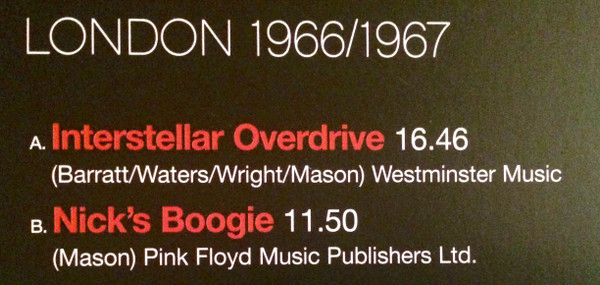 LONDON 1966/1967
A. Interstellar Overdrive 16.46
(Barratt/Waters/Wright/Mason) Westminster Music
B. Nick's Boogie 11.50
(Mason) Pink Floyd Music Publishers Ltd.